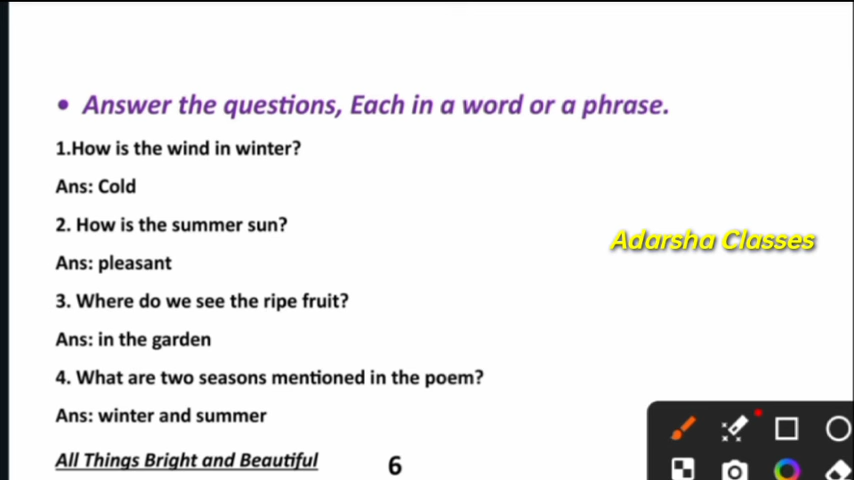 • Answer the questions, Each in a word or a phrase.
1.How is the wind in winter?
Ans: Cold
2. How is the summer sun?
Adarsha Classes
Ans: pleasant
3. Where do we see the ripe fruit?
Ans: in the garden
4. What are two seasons mentioned in the poem?
Ans: winter and summer
All Things Bright and Beautiful 6